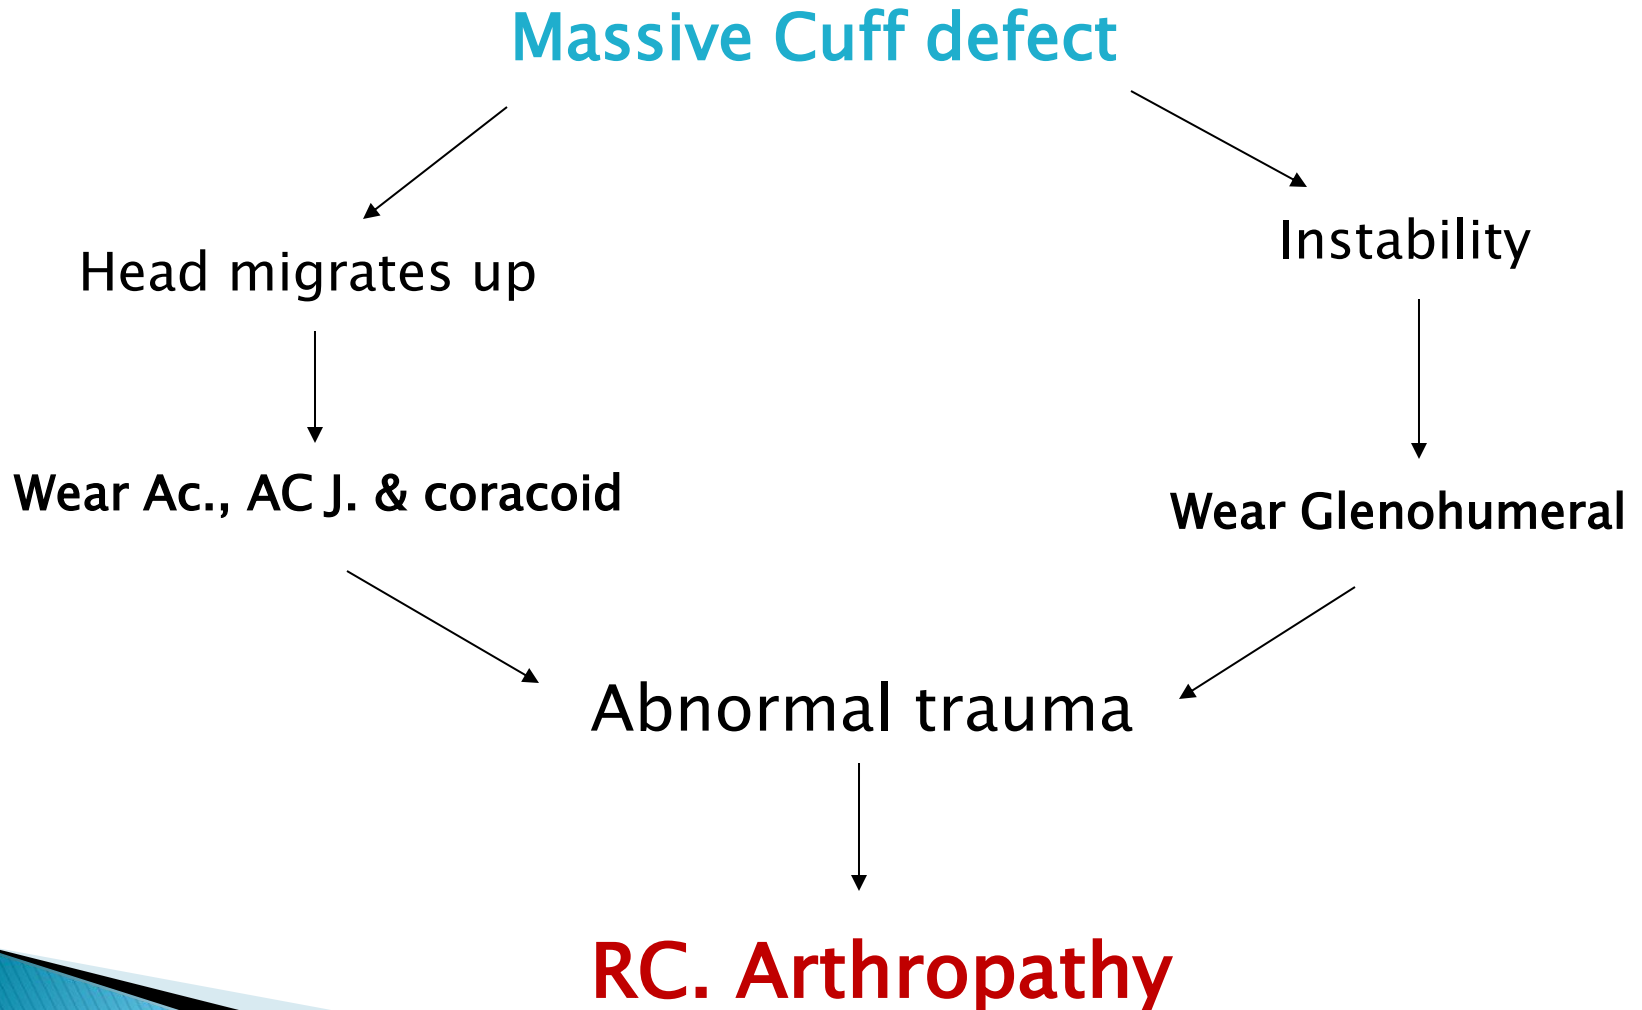 Massive Cuff defect
Head migrates up
Instability
Wear Ac., AC J. & coracoid
Wear Glenohumeral
Abnormal trauma
RC. Arthropathy